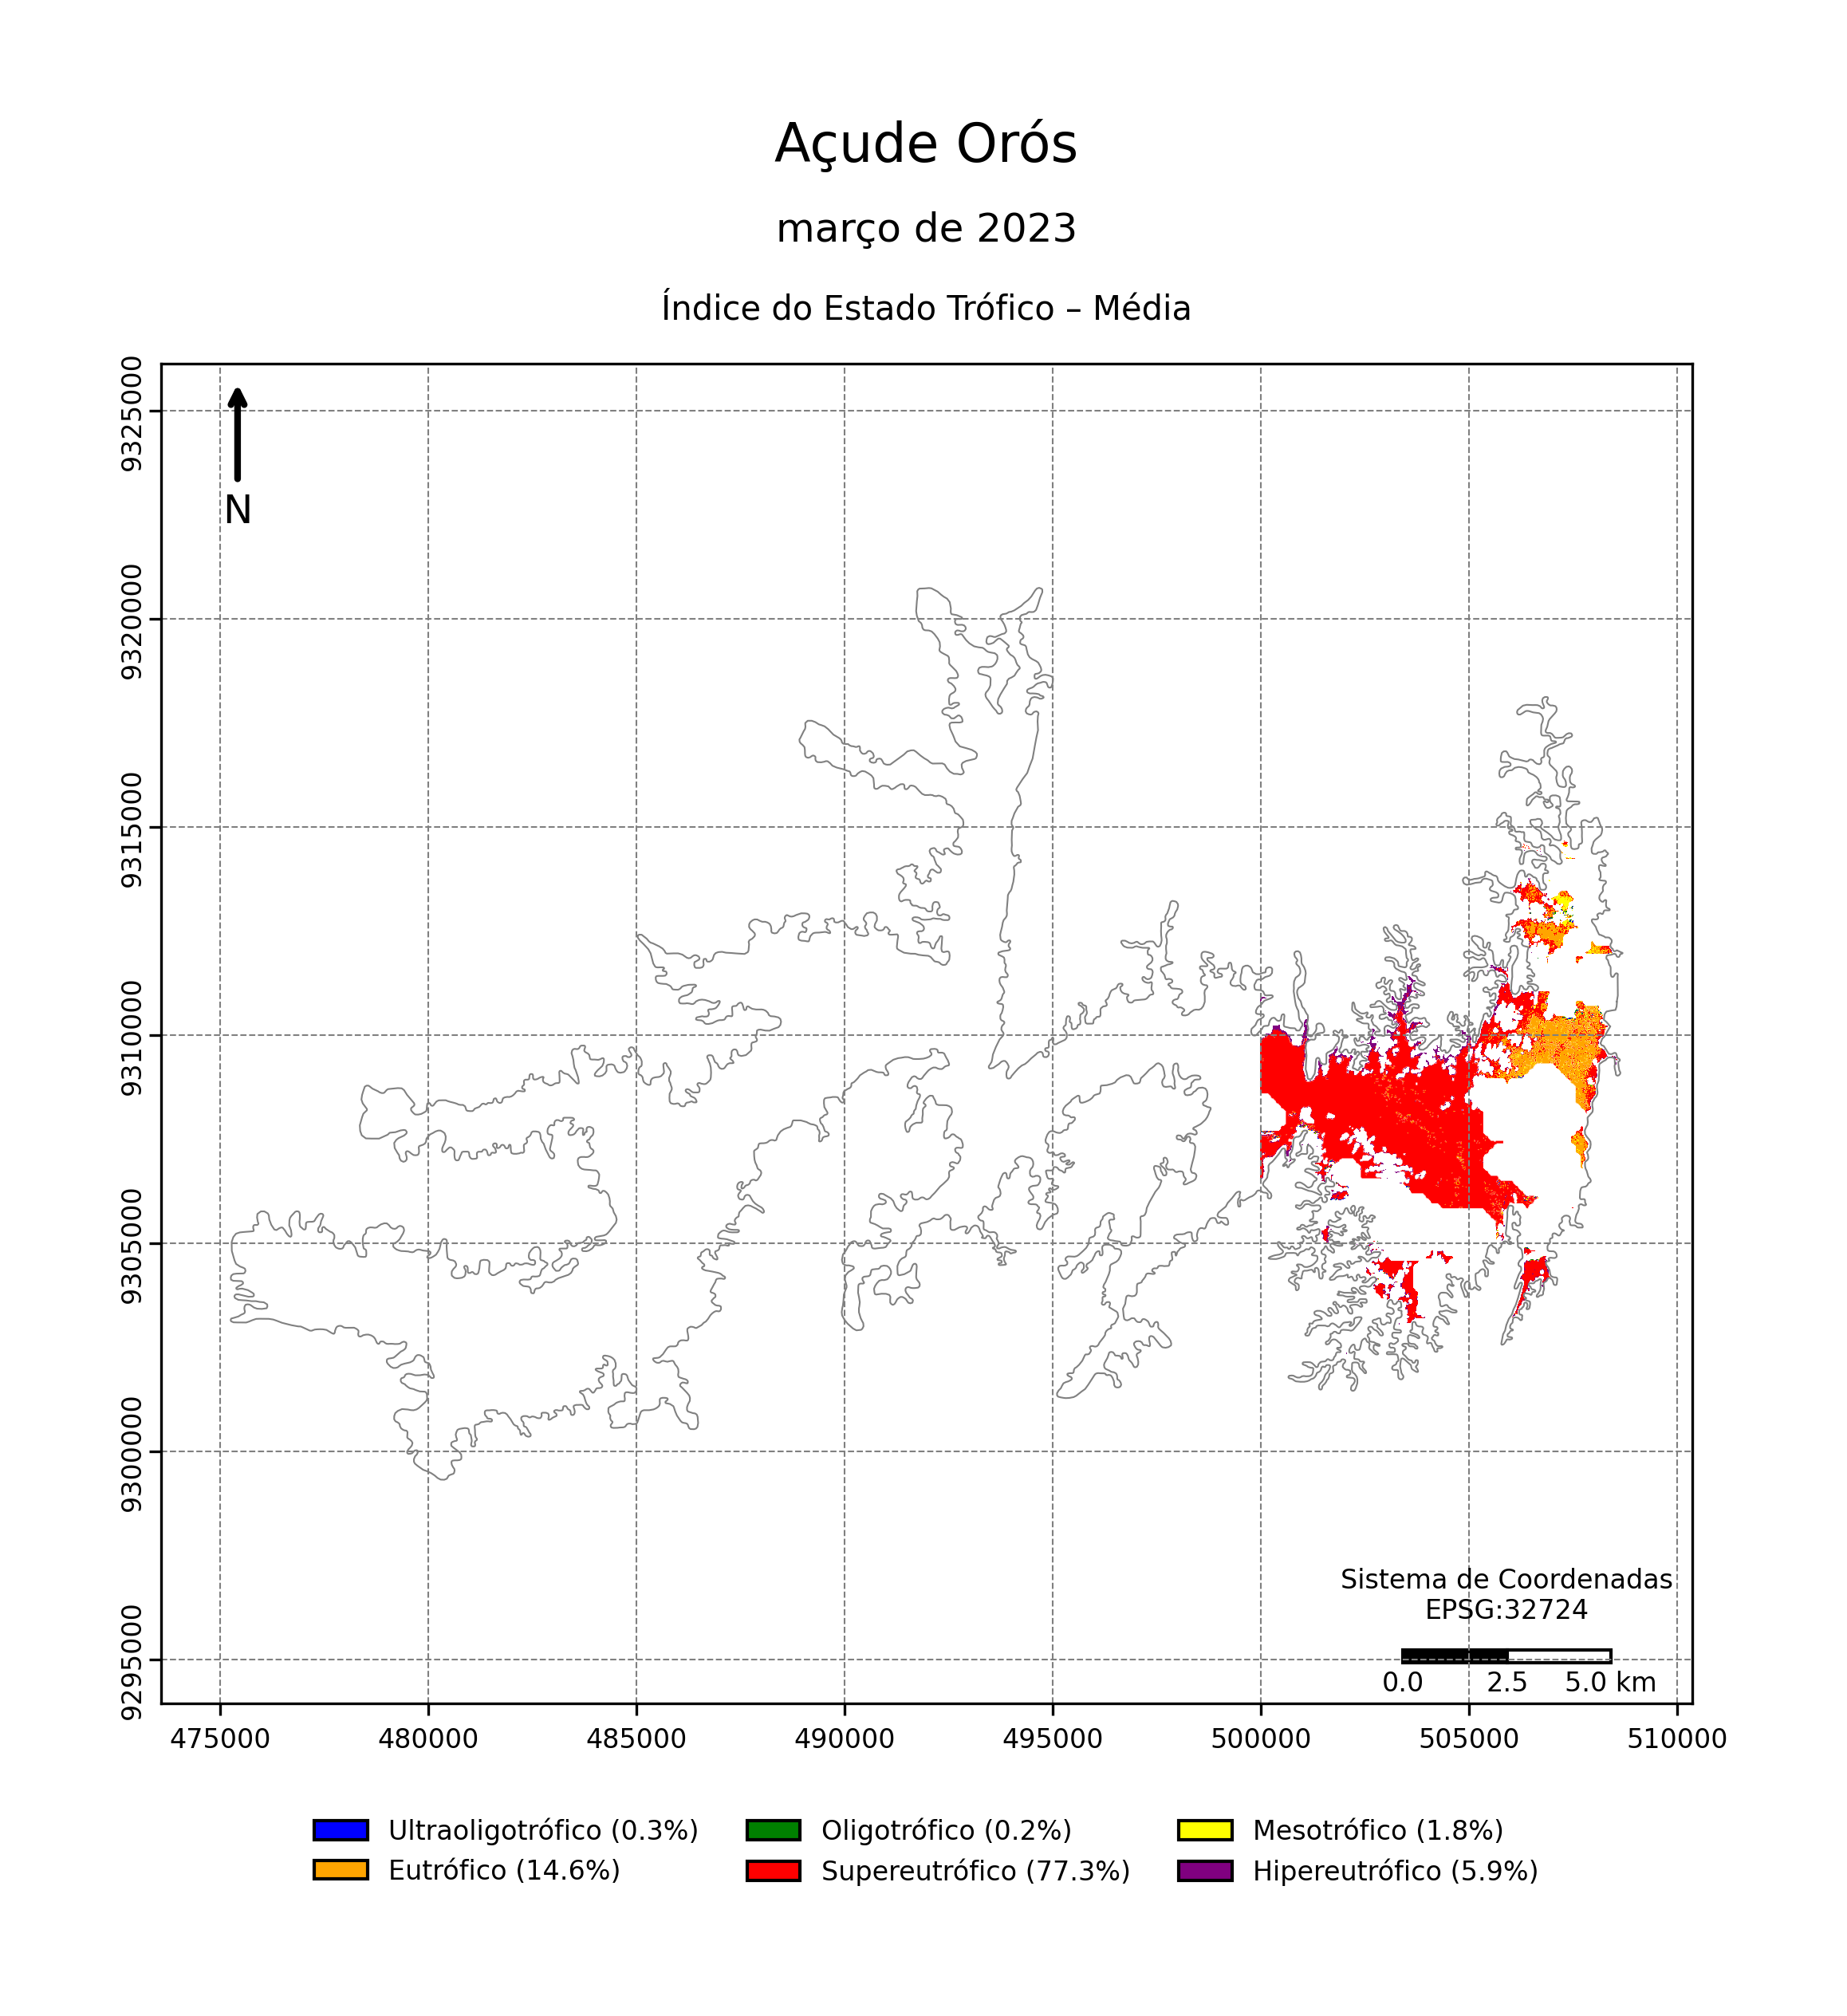 Açude Orós
março de 2023
Índice do Estado Trófico – Média
9325000
9320000
9315000
9310000
9305000
9300000
9295000
N
Sistema de Coordenadas
EPSG:32724
0.0 2.5 5.0 km
475000 480000 485000 490000 495000 500000 505000 510000
Ultraoligotrófico (0.3%) Oligotrófico (0.2%) Mesotrófico (1.8%)
Eutrófico (14.6%) Supereutrófico (77.3%) Hipereutrófico (5.9%)